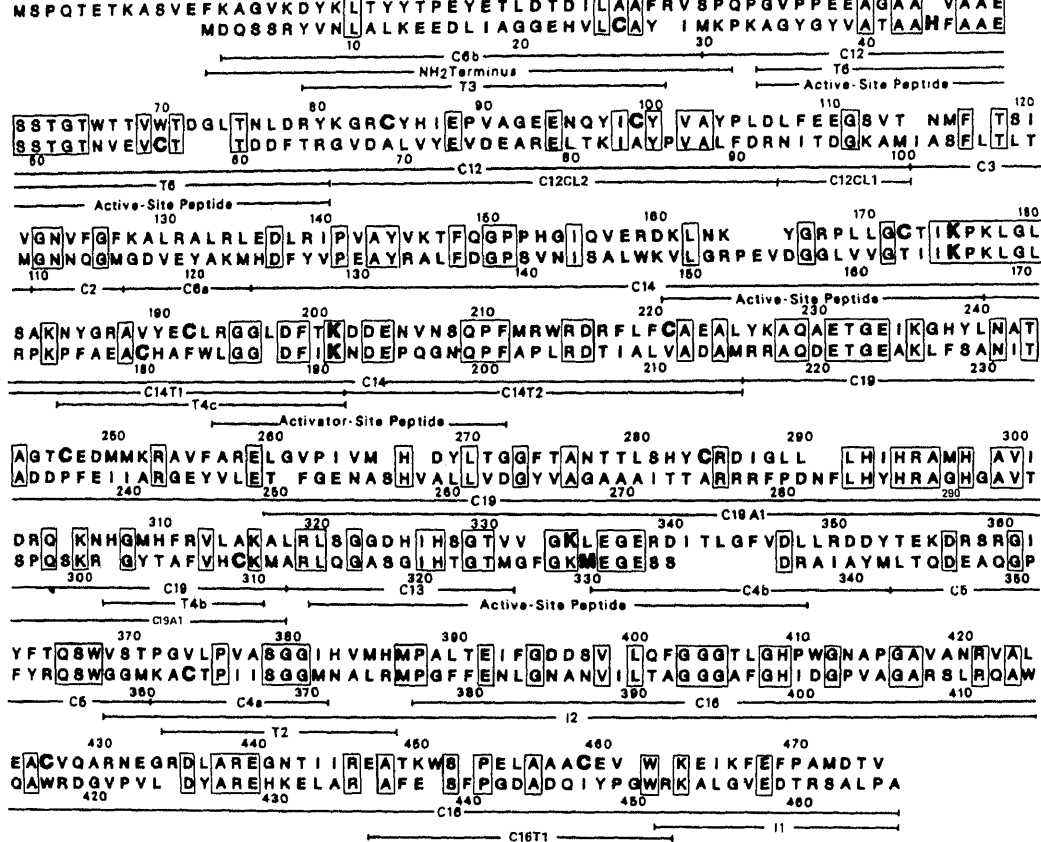 MSPQTETKASVEFKAGVKDYKLTYYTPEYETLDTDILAAFRVSPQPGVPPEEAGAA VAAE
MDQSSRYVNLALKEEDLIAGGEHVLCAY IMKPKAGYGYVATAAHFAAE
10 20 30 40
C6b C12
NH2Terminus T6
T3 Active-Site Peptide
70 80 90 100 110 120
SSTGTWTTVWTDGLTNLDRYKGRCYHIEPVAGEENQYICY VAYPLDLFEEGSVT NMF TSI
SSTGTNVEVCT TDDFTRGVDALVYEVDEARELTKIAYPVALFDRNITDGKAMIASFLTLT
50 60 70 80 90 100
C12 C3
T6 C12CL2 C12CL1
Active-Site Peptide
130 140 150 160 170 180
VGNVFGFKALRALRLEDLRIPVAYVKTFQGPPHGIQVERDKLNK YGRPLLGCTIKPKLGL
MGNNQGMGDVEYAKMHDFYVPEAYRALFDGPSVNISALWKVLGRPEVDGGLVVGTIIKPKLGL
110 120 130 140 150 160 170
C2 C6a C14
Active-Site Peptide
190 200 210 220 230 240
SAKNYGRAVYECLRGGLDFTKDDENVNSQPFMRWRDRFLFCAEALYKAQAETGEIKGHYLNAT
RPKPFAEACHAFWLGG DFIKNDEPQGNQPFAPLRDTIALVADAMRRAQDETGEAKLFSANIT
180 190 200 210 220 230
C14 C19
C14T1 C14T2
T4c
Activator-Site Peptide
250 260 270 280 290 300
AGTCEDMMKRAVFARELGVPIVM H DYLTGGFTANTTLSHYCRDIGLL LHIHRAMH AVI
ADDPFEIIARGEYVLET FGENASHVALLVDGYVAGAAAITTARRRFPDNFLHYHRAGHGAVT
240 250 260 270 280 290
C19
C19A1
310 320 330 340 350 360
DRQ KNHGMHFRVLAKALRLSGGDHIHSGTVV GKLEGERDITLGFVDLLRDDYTEKDRSRGI
SPQSKR GYTAFVHCKMARLQGASGIHTGTMGFGKMEGESS DRAIAYMLTQDEAQGP
300 310 320 330 340 350
C19 C13 C4b C5
T4b Active-Site Peptide
C19A1
370 380 390 400 410 420
YFTQSWVSTPGVLPVASGGIHVMHMPALTEIFGDDSV LQFGGGTLGHPWGNAPGAVANRVAL
FYRQSWGGMKACTPIISGGMNALRMPGFFENLGNANVILTAGGGAFGHIDGPVAGARSLRQAW
360 370 380 390 400 410
C5 C4a C16
I2
T2
430 440 450 460 470
EACVQARNEGRDLAREGNTIIREATKWS PELAAACEV W KEIKFEFPAMDTV
QAWRDGVPVL DYAREHKELAR AFE SFPGDADQIYPGWRKALGVEDTRSALPA
420 430 440 450 460
C16 I1
C16T1